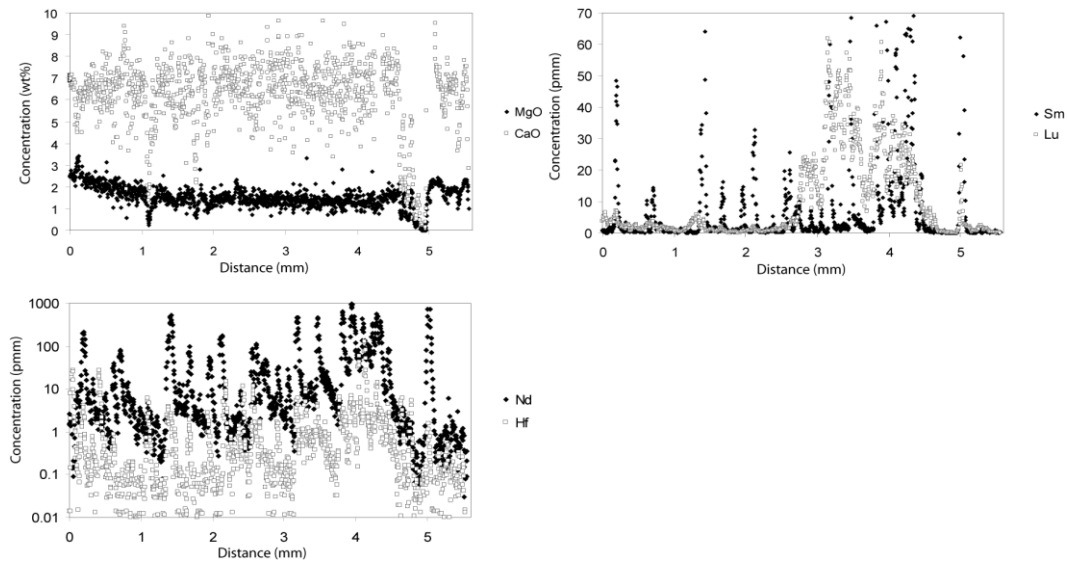 Concentration (wt%)
10
9
8
7
6
5
4
3
2
1
0
0 1 2 3 4 5
Distance (mm)
MgO
CaO
Concentration (pmm)
70
60
50
40
30
20
10
0
0 1 2 3 4 5
Distance (mm)
Sm
Lu
Concentration (pmm)
1000
100
10
1
0.1
0.01
0 1 2 3 4 5
Distance (mm)
Nd
Hf